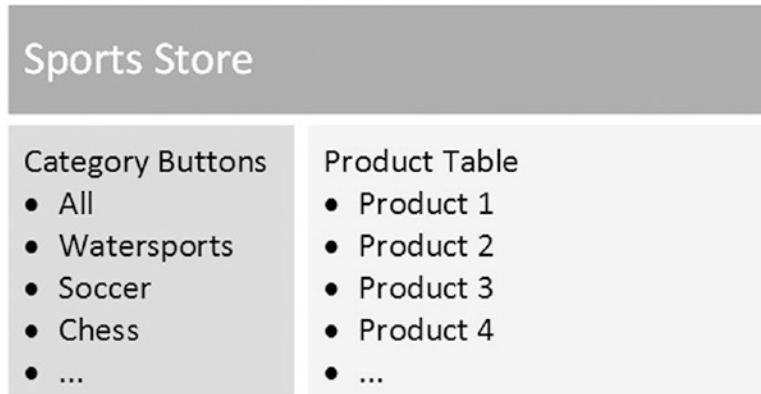 Sports Store
Category Buttons
• All
• Watersports
• Soccer
• Chess
• ...
Product Table
• Product 1
• Product 2
• Product 3
• Product 4
• ...